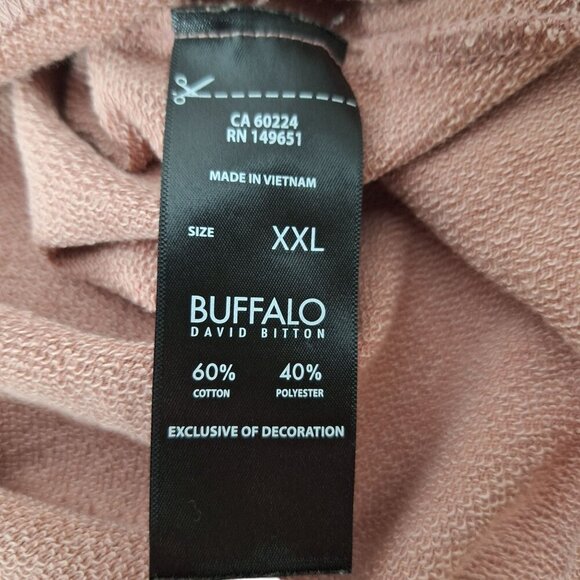 CA 60224
RN 149651
MADE IN VIETNAM
SIZE XXL
BUFFALO
DAVID BITTON
60% 40%
COTTON POLYESTER
EXCLUSIVE OF DECORATION